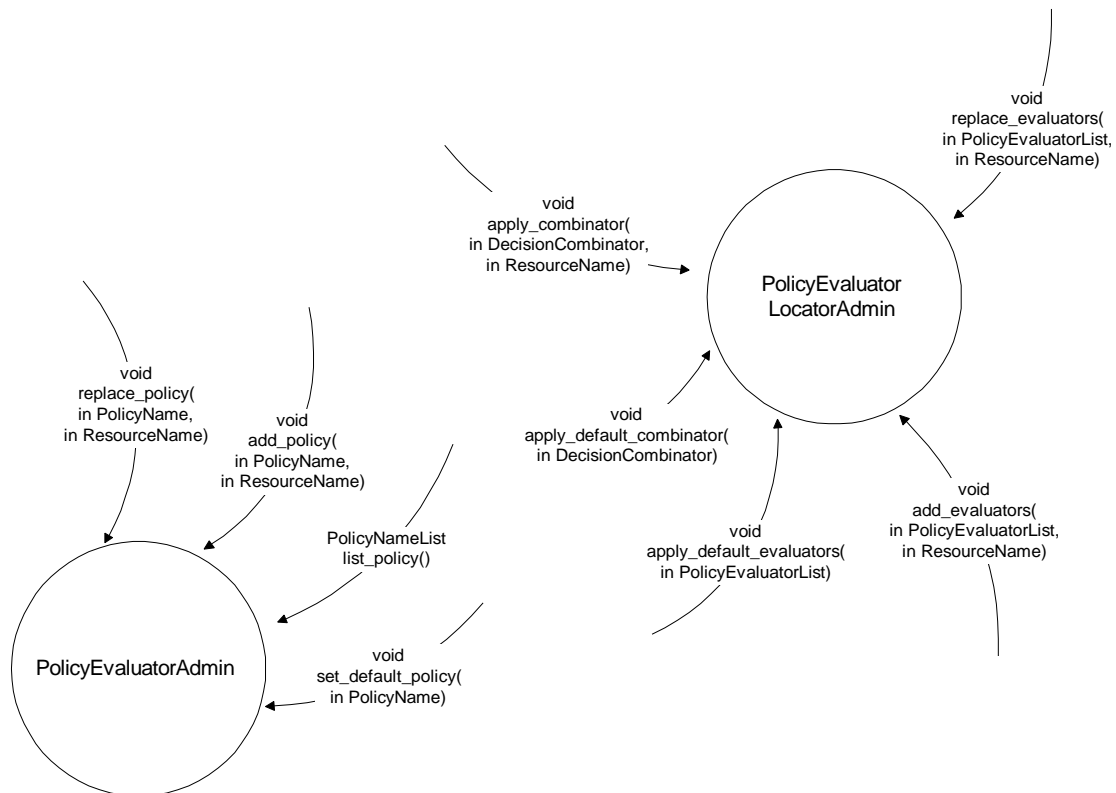 void
replace_evaluators(
in PolicyEvaluatorList,
in ResourceName)
void
apply_combinator(
in DecisionCombinator,
in ResourceName)
PolicyEvaluator
LocatorAdmin
void
replace_policy(
in PolicyName,
in ResourceName)
void
add_policy(
in PolicyName,
in ResourceName)
void
apply_default_combinator(
in DecisionCombinator)
void
add_evaluators(
in PolicyEvaluatorList,
in ResourceName)
void
apply_default_evaluators(
in PolicyEvaluatorList)
PolicyNameList
list_policy()
PolicyEvaluatorAdmin
void
set_default_policy(
in PolicyName)